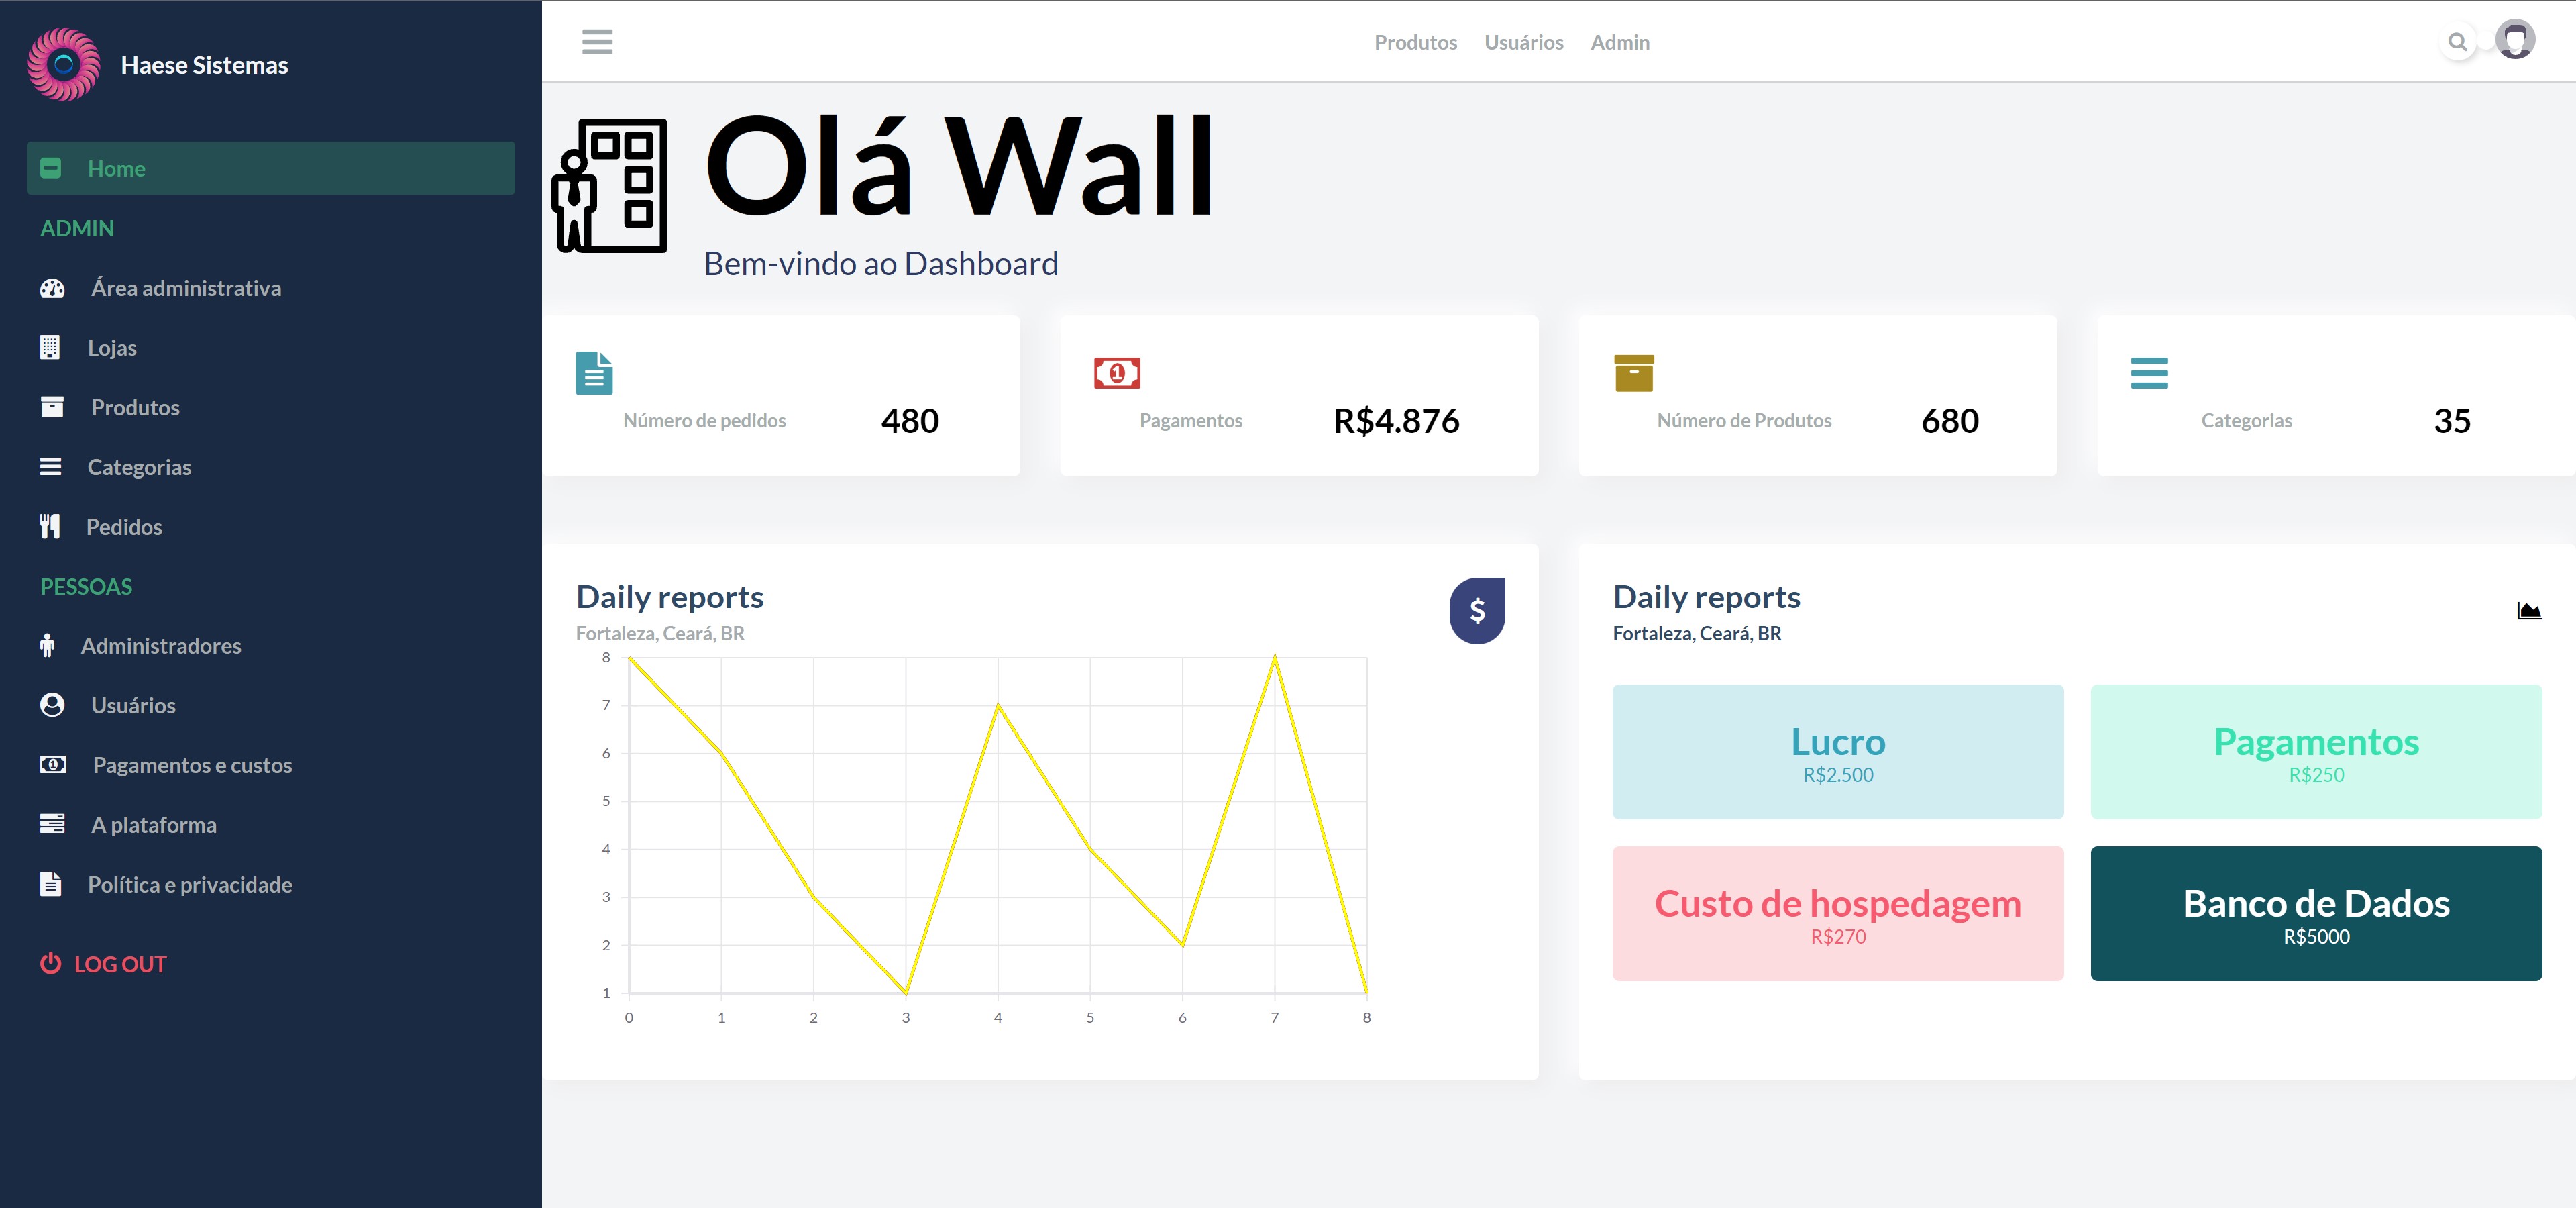 Haese Sistemas
Home
ADMIN
Área administrativa
Lojas
Produtos
Categorias
Pedidos
PESSOAS
Administradores
Usuários
Pagamentos e custos
A plataforma
Política e privacidade
LOG OUT
Produtos Usuários Admin
Olá Wall
Bem-vindo ao Dashboard
Número de pedidos 480
1
Pagamentos R$4.876
Número de Produtos 680
Categorias 35
Daily reports
Fortaleza, Ceará, BR
$
8
7
6
5
4
3
2
1
0 1 2 3 4 5 6 7 8
Daily reports
Fortaleza, Ceará, BR
Lucro
R$2.500
Pagamentos
R$250
Custo de hospedagem
R$270
Banco de Dados
R$5000